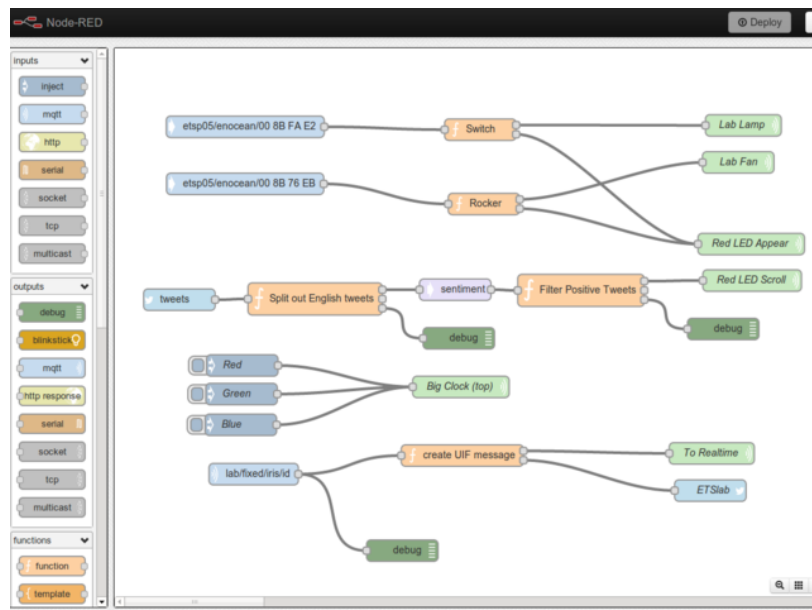 Node-RED
Deploy
inputs
inject
mqtt
http
serial
socket
tcp
multicast
outputs
debug
blinkstick
mqtt
http response
serial
socket
tcp
multicast
functions
function
template
etsp05/enocean/00 8B FA E2
Switch
Lab Lamp
Lab Fan
etsp05/enocean/00 8B 76 EB
Rocker
Red LED Appear
tweets
Split out English tweets
sentiment
Filter Positive Tweets
Red LED Scroll
debug
debug
Red
Green
Blue
Big Clock (top)
lab/fixed/iris/id
create UIF message
To Realtime
ETSlab
debug